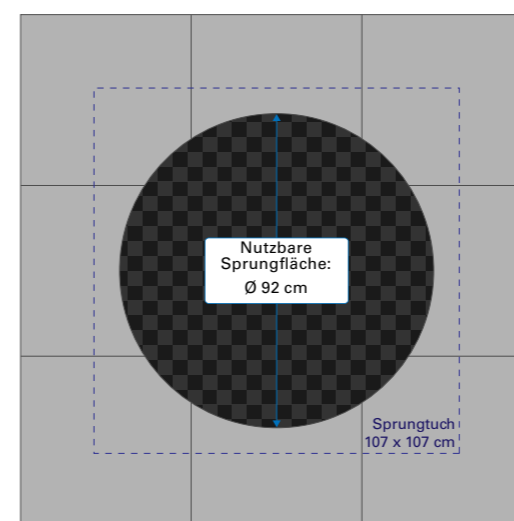 Nutzbare
Sprungfläche:
Ø 92 cm
Sprungtuch
107 x 107 cm